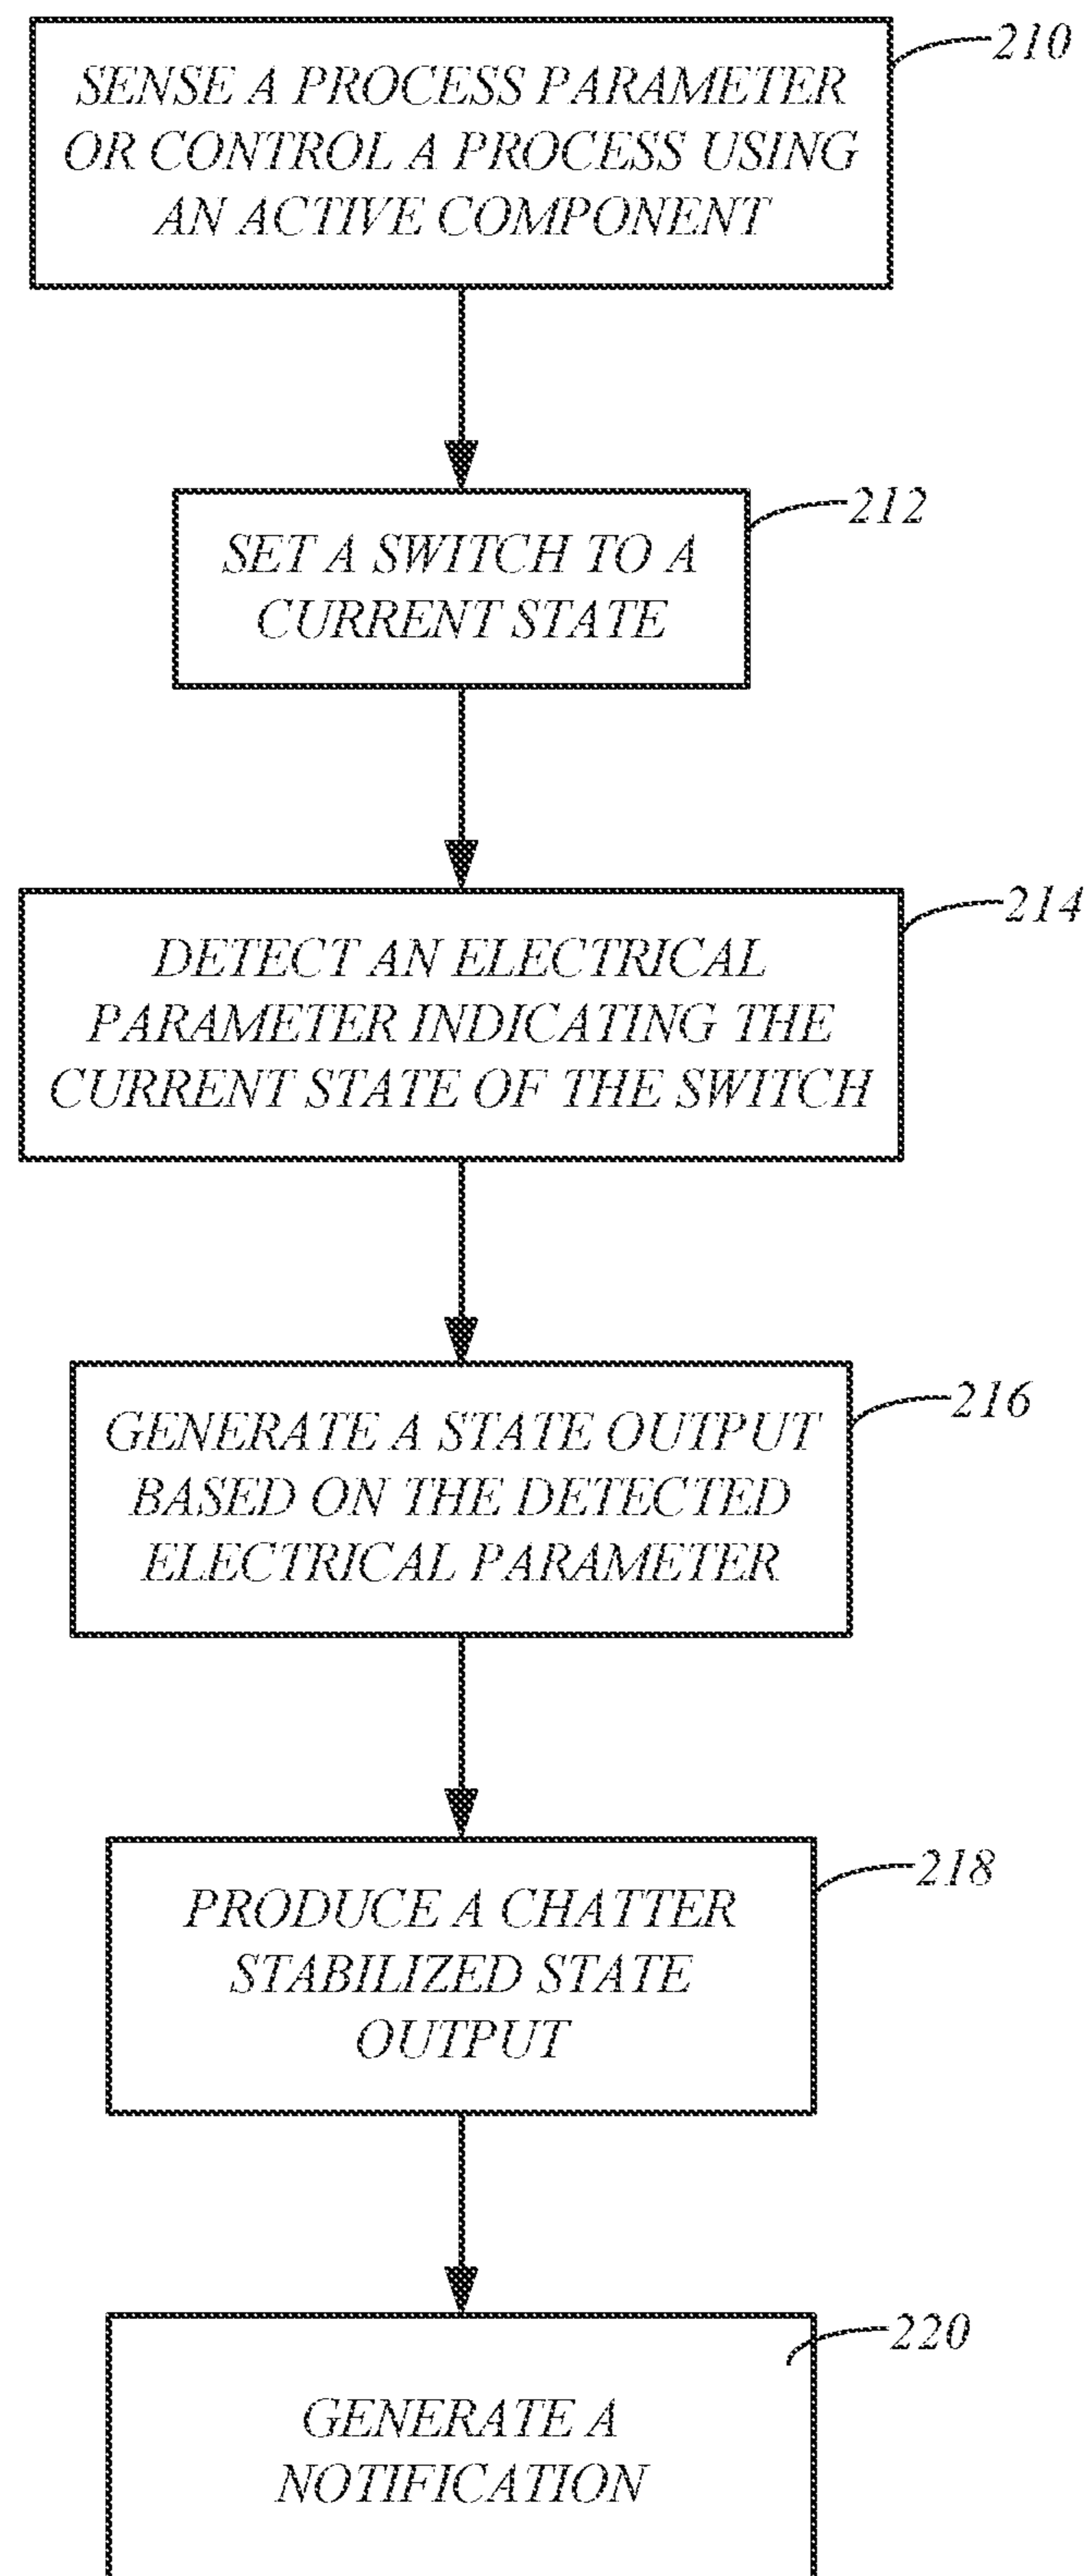 210
SENSE A PROCESS PARAMETER
OR CONTROL A PROCESS USING
AN ACTIVE COMPONENT
212
SET A SWITCH TO A
CURRENT STATE
214
DETECT AN ELECTRICAL
PARAMETER INDICATING THE
CURRENT STATE OF THE SWITCH
216
GENERATE A STATE OUTPUT
BASED ON THE DETECTED
ELECTRICAL PARAMETER
218
PRODUCE A CHATTER
STABILIZED STATE
OUTPUT
220
GENERATE A
NOTIFICATION